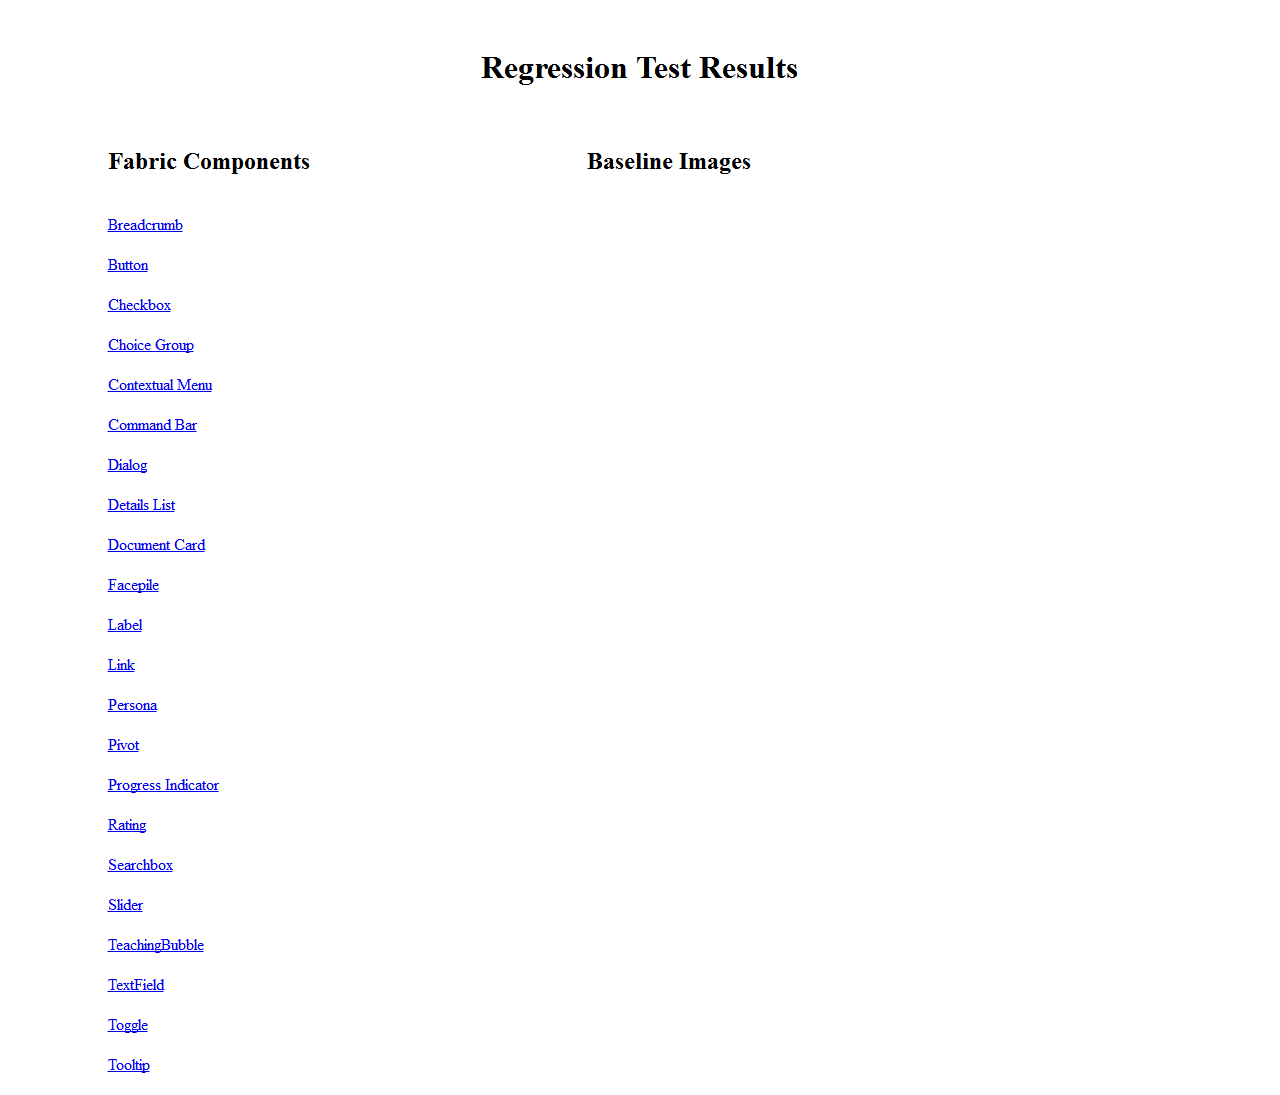 Regression Test Results
Fabric Components
Baseline Images
Breadcrumb
Button
Checkbox
Choice Group
Contextual Menu
Command Bar
Dialog
Details List
Document Card
Facepile
Label
Link
Persona
Pivot
Progress Indicator
Rating
Searchbox
Slider
TeachingBubble
TextField
Toggle
Tooltip